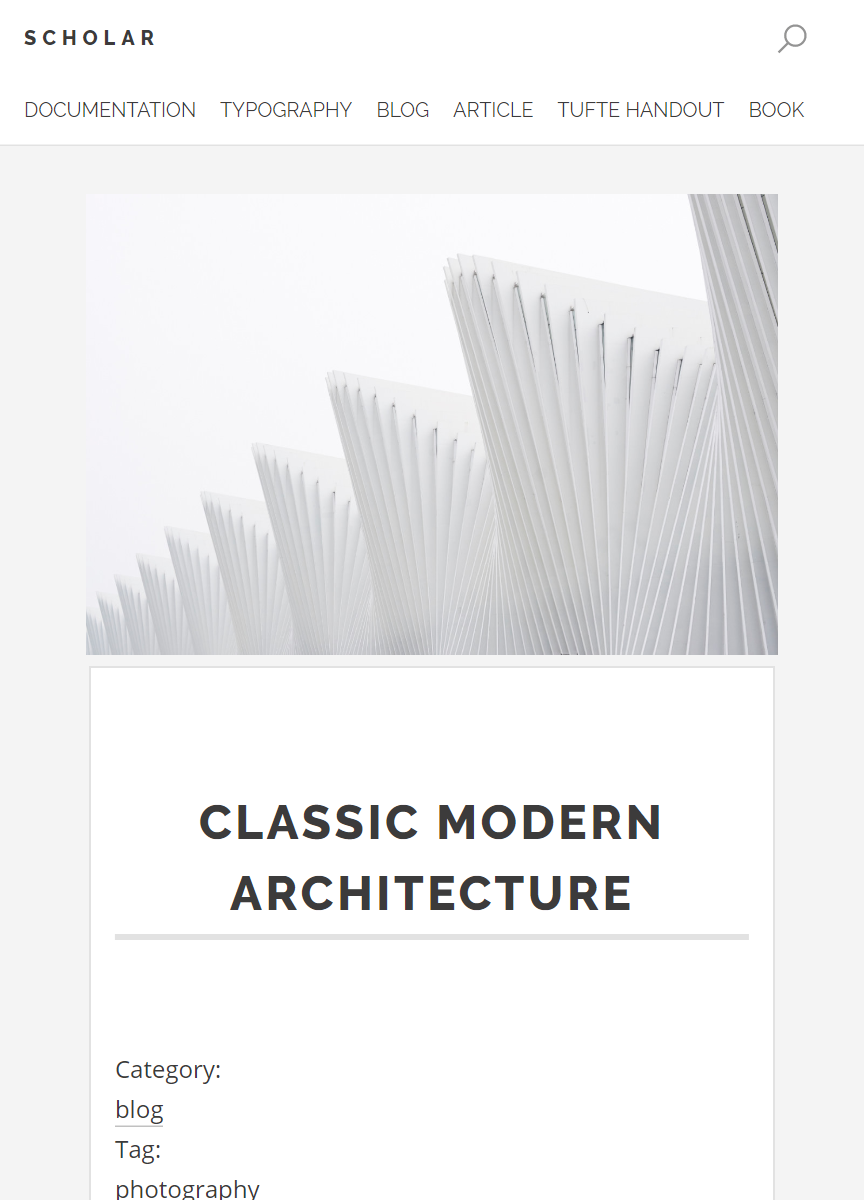 SCHOLAR
DOCUMENTATION TYPOGRAPHY BLOG ARTICLE TUFTE HANDOUT BOOK
CLASSIC MODERN
ARCHITECTURE
Category:
blog
Tag:
photography